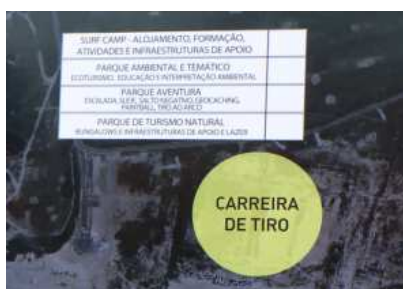 SURF CAMP - ALOJAMENTO, FORMAÇÃO,
ATIVIDADES E INFRAESTRUTURAS DE APOIO
PARQUE AMBIENTAL E TEMÁTICO
ECOTURISMO, EDUCAÇÃO E INTERPRETAÇÃO AMBIENTAL
PARQUE AVENTURA
ESCALADA, SLIDE, SALTO NEGATIVO, GEOCACHING,
PAINTBALL, TIRO AO ARCO
PARQUE DE TURISMO NATURAL
BUNGALOWS E INFRAESTRUTURAS DE APOIO E LAZER
CARREIRA
DE TIRO